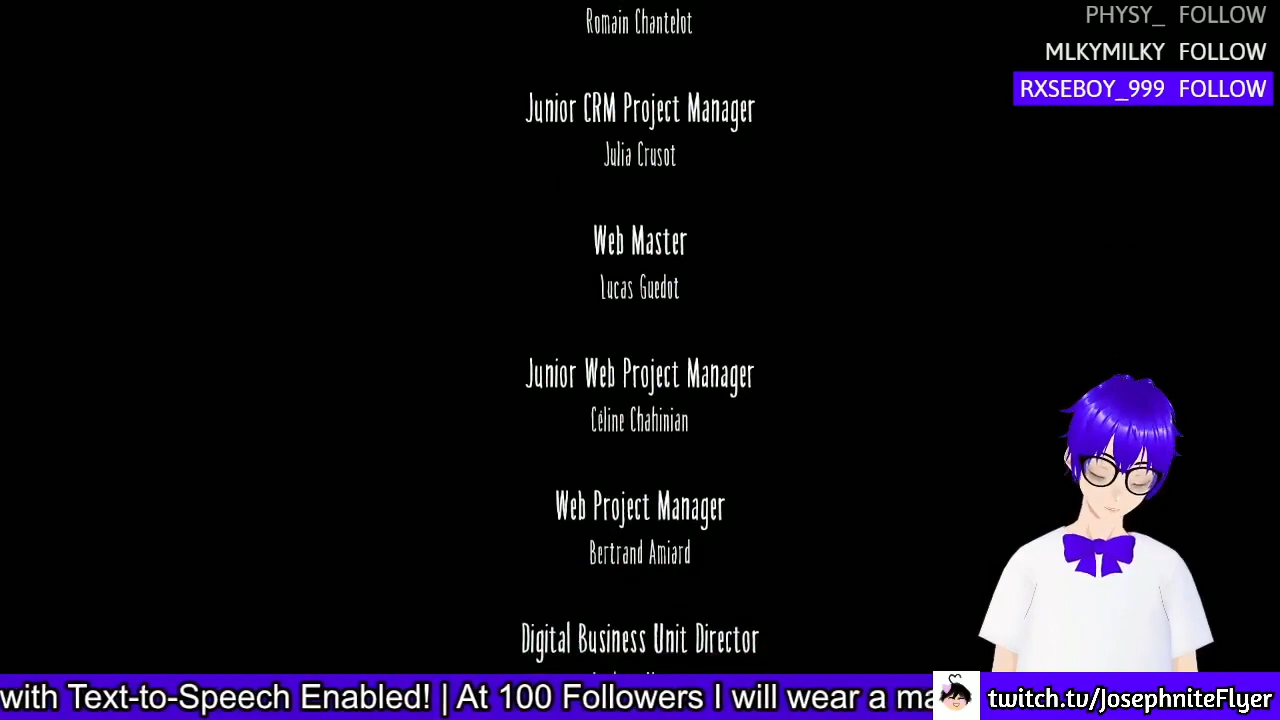 Romain Chantelot
Junior CRM Project Manager
Julia Crusot
Web Master
Lucas Guedot
Junior Web Project Manager
Céline Chahinian
Web Project Manager
Bertrand Amiard
Digital Business Unit Director
PHYSY_ FOLLOW
MLKYMILKY FOLLOW
RXSEBOY_999 FOLLOW
with Text-to-Speech Enabled! | At 100 Followers I will wear a ma
twitch.tv/JosephniteFlyer